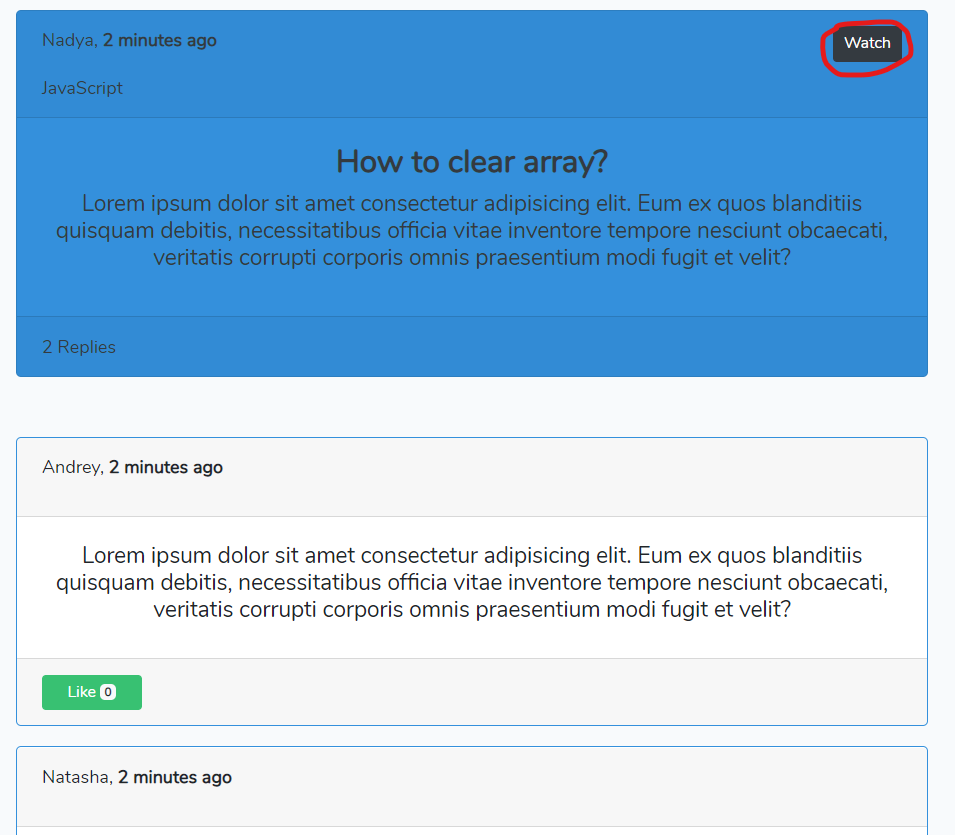 Nadya, 2 minutes ago
Watch
JavaScript
How to clear array?
Lorem ipsum dolor sit amet consectetur adipisicing elit. Eum ex quos blanditiis
quisquam debitis, necessitatibus officia vitae inventore tempore nesciunt obcaecati,
veritatis corrupti corporis omnis praesentium modi fugit et velit?
2 Replies
Andrey, 2 minutes ago
Lorem ipsum dolor sit amet consectetur adipisicing elit. Eum ex quos blanditiis
quisquam debitis, necessitatibus officia vitae inventore tempore nesciunt obcaecati,
veritatis corrupti corporis omnis praesentium modi fugit et velit?
Like 0
Natasha, 2 minutes ago